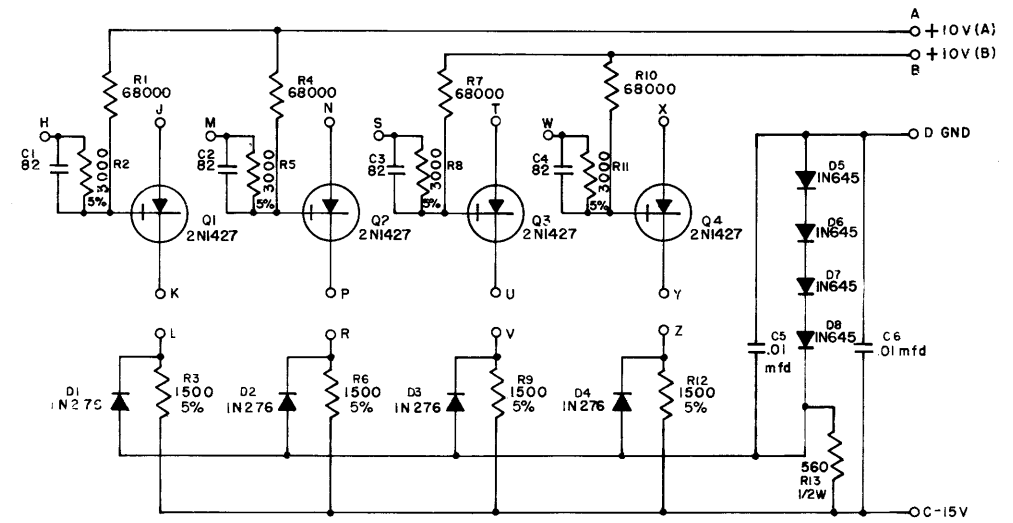 A
+10V(A)
+10V(B)
B
R1
68000
R4
68000
R7
68000
R10
68000
H
J
M
N
S
T
W
X
D GND
C1
82
R2
3000
5%
C2
82
R5
3000
5%
C3
82
R8
3000
5%
C4
82
R11
3000
5%
D5
1N645
Q1
2N1427
Q2
2N1427
Q3
2N1427
Q4
2N1427
D6
1N645
D7
1N645
K
P
U
Y
L
R
V
Z
D8
1N645
C5
.01
mfd
C6
.01 mfd
D1
1N276
R3
1500
5%
D2
1N276
R6
1500
5%
D3
1N276
R9
1500
5%
D4
1N276
R12
1500
5%
560
R13
1/2W
C-15V